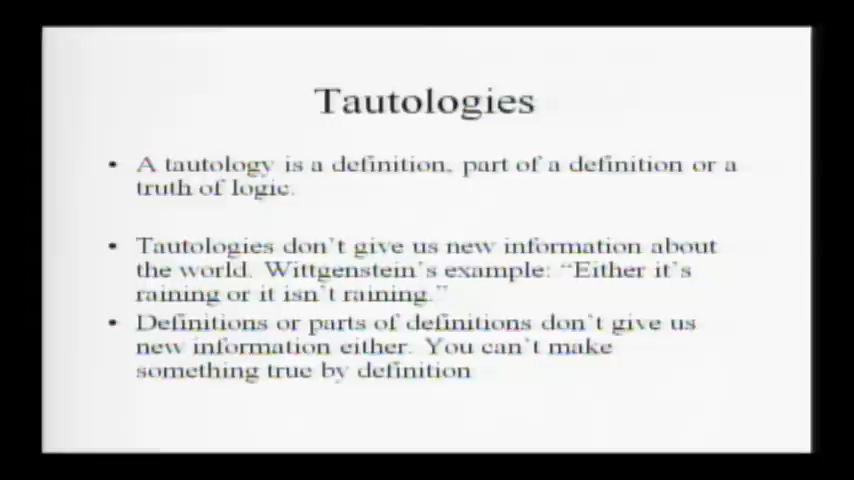 Tautologies
• A tautology is a definition, part of a definition or a
truth of logic.
• Tautologies don't give us new information about
the world. Wittgenstein's example: "Either it's
raining or it isn't raining."
• Definitions or parts of definitions don't give us
new information either. You can't make
something true by definition